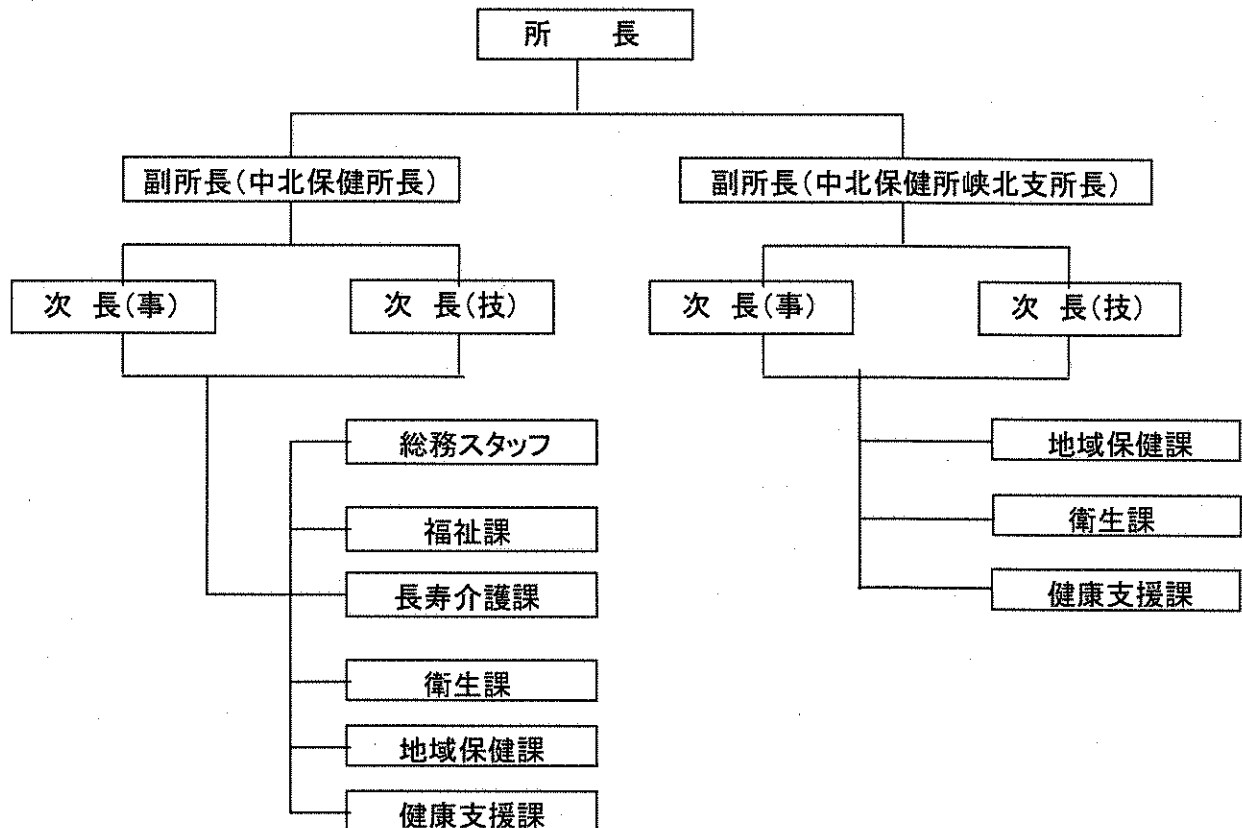 所　　長
副所長(中北保健所長)
副所長(中北保健所峡北支所長)
次 長(事)
次 長(技)
次 長(事)
次 長(技)
総務スタッフ
福祉課
長寿介護課
衛生課
地域保健課
健康支援課
地域保健課
衛生課
健康支援課